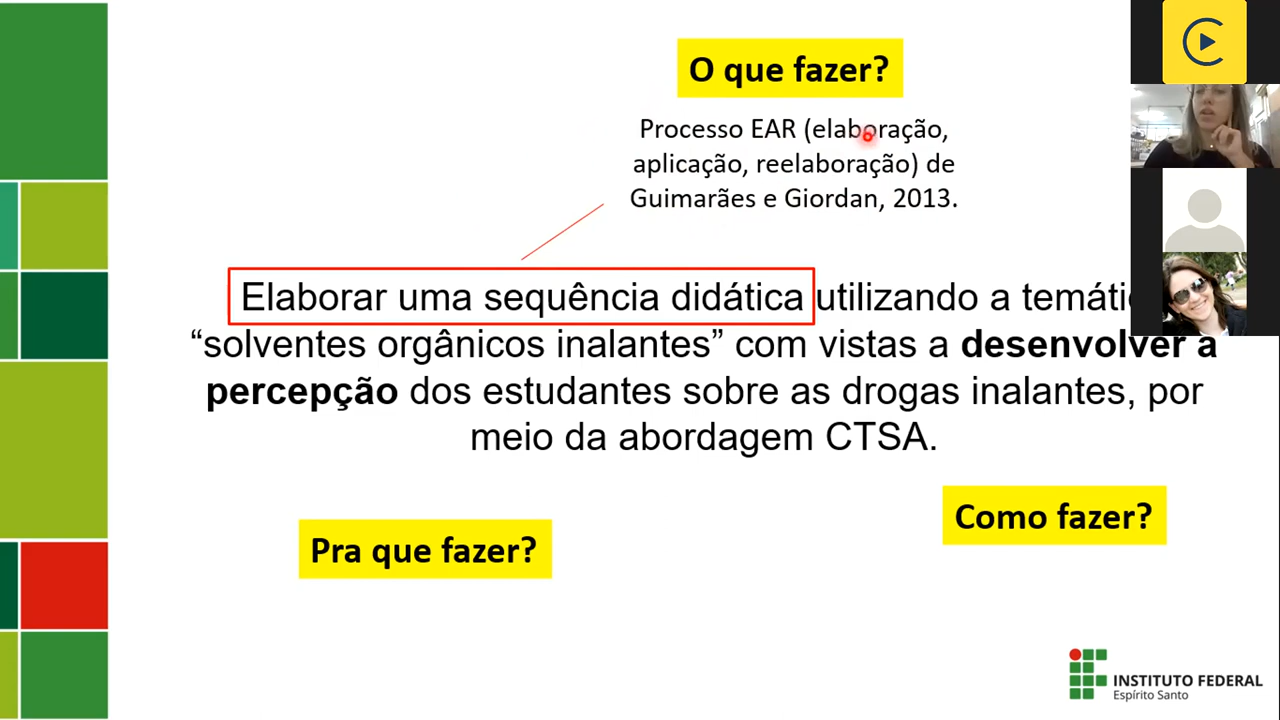 O que fazer?
Processo EAR (elaboração,
aplicação, reelaboração) de
Guimarães e Giordan, 2013.
Elaborar uma sequência didática utilizando a temáti
“solventes orgânicos inalantes” com vistas a desenvolver a
percepção dos estudantes sobre as drogas inalantes, por
meio da abordagem CTSA.
Como fazer?
Pra que fazer?
INSTITUTO FEDERAL
Espírito Santo